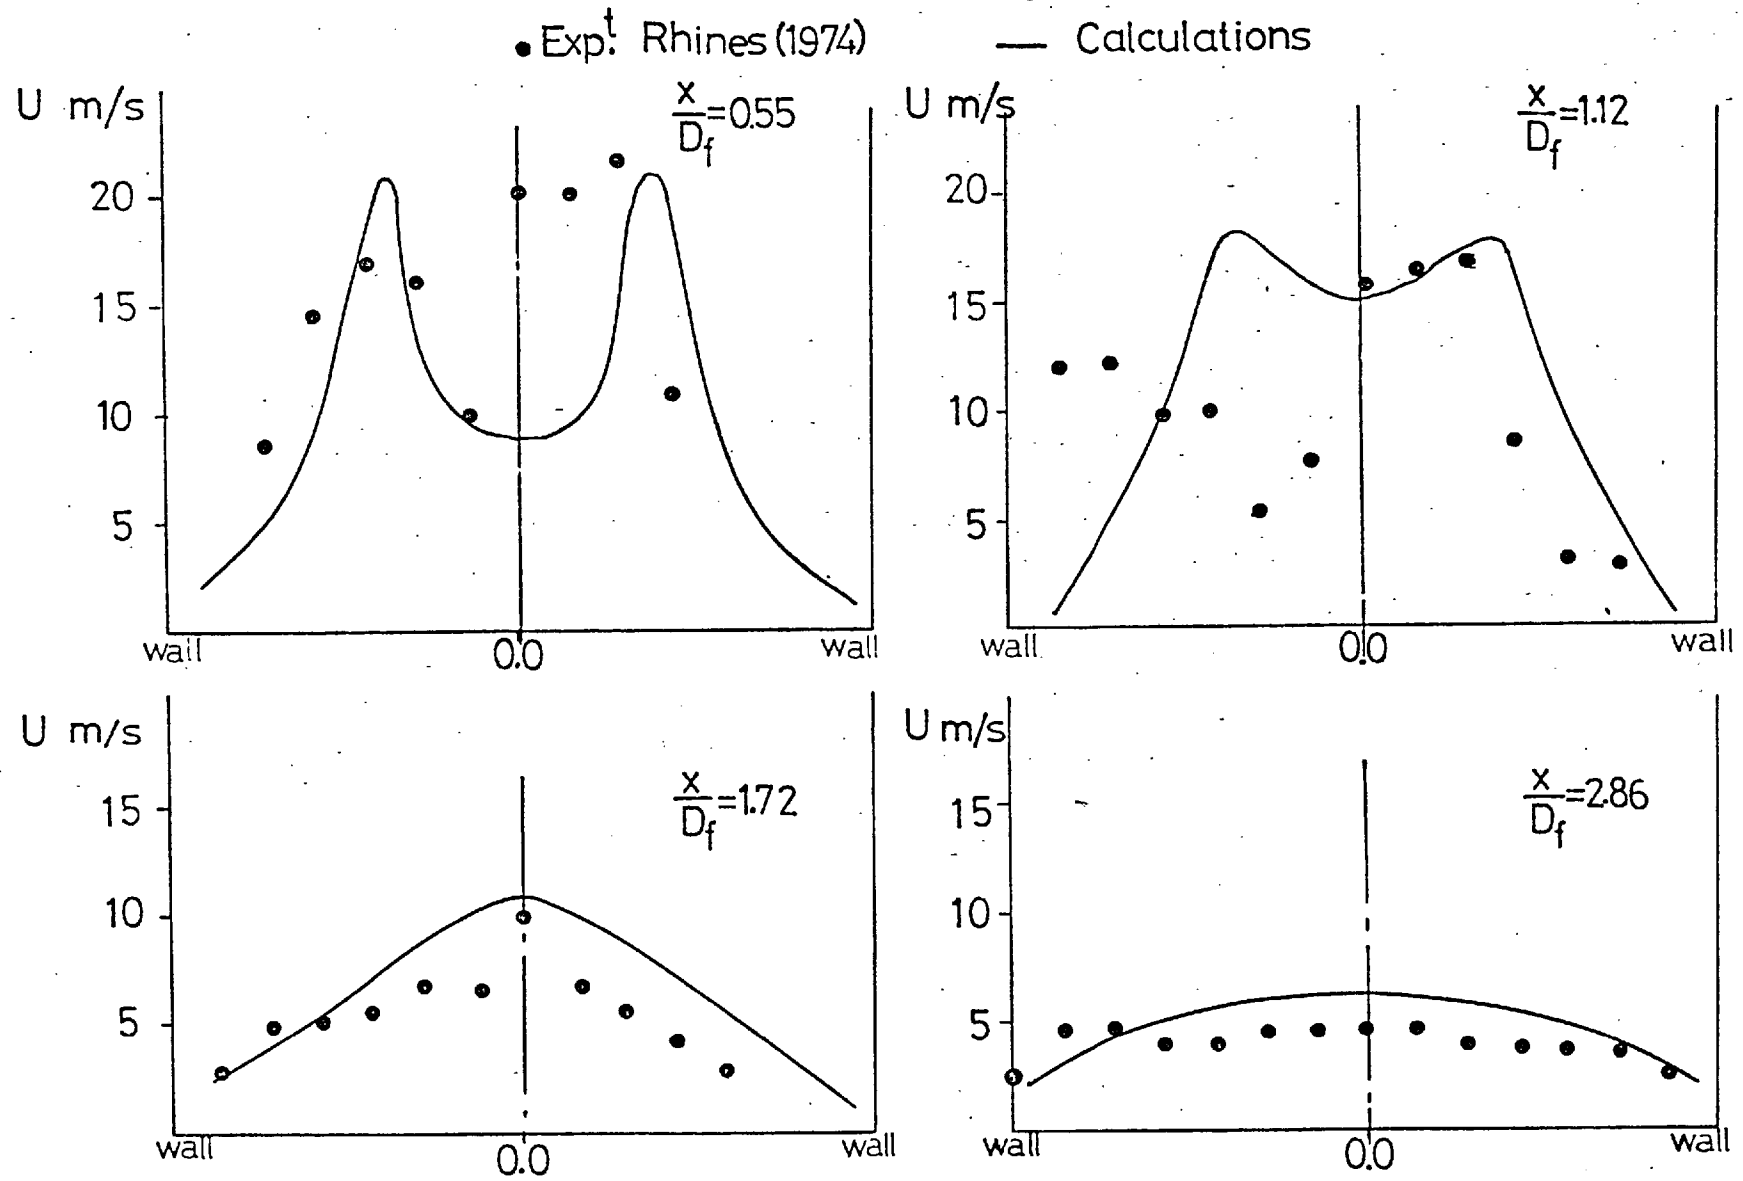 • Exp.t Rhines (1974) — Calculations
U m/s
x/Df=0.55
20
15
10
5
wall 0.0 wall
U m/s
x/Df=1.12
20
15
10
5
wall 0.0 wall
U m/s
x/Df=1.72
15
10
5
wall 0.0 wall
U m/s
x/Df=2.86
15
10
5
wall 0.0 wall